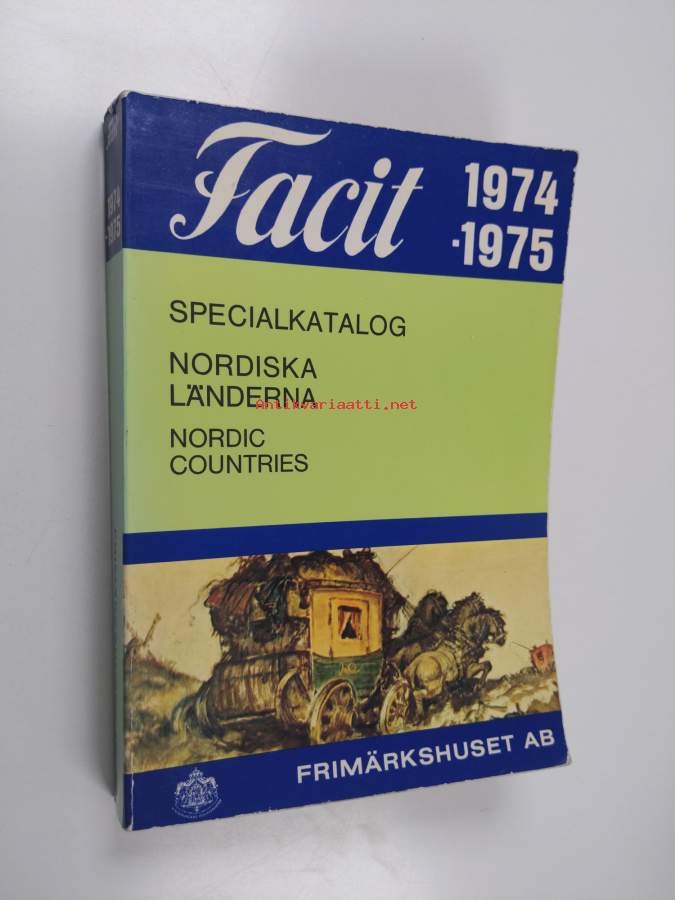 Facit 1974
-1975
SPECIALKATALOG
NORDISKA
LÄNDERNA
Antikvariaatti.net
NORDIC
COUNTRIES
FRIMÄRKSHUSET AB
1974
-1975